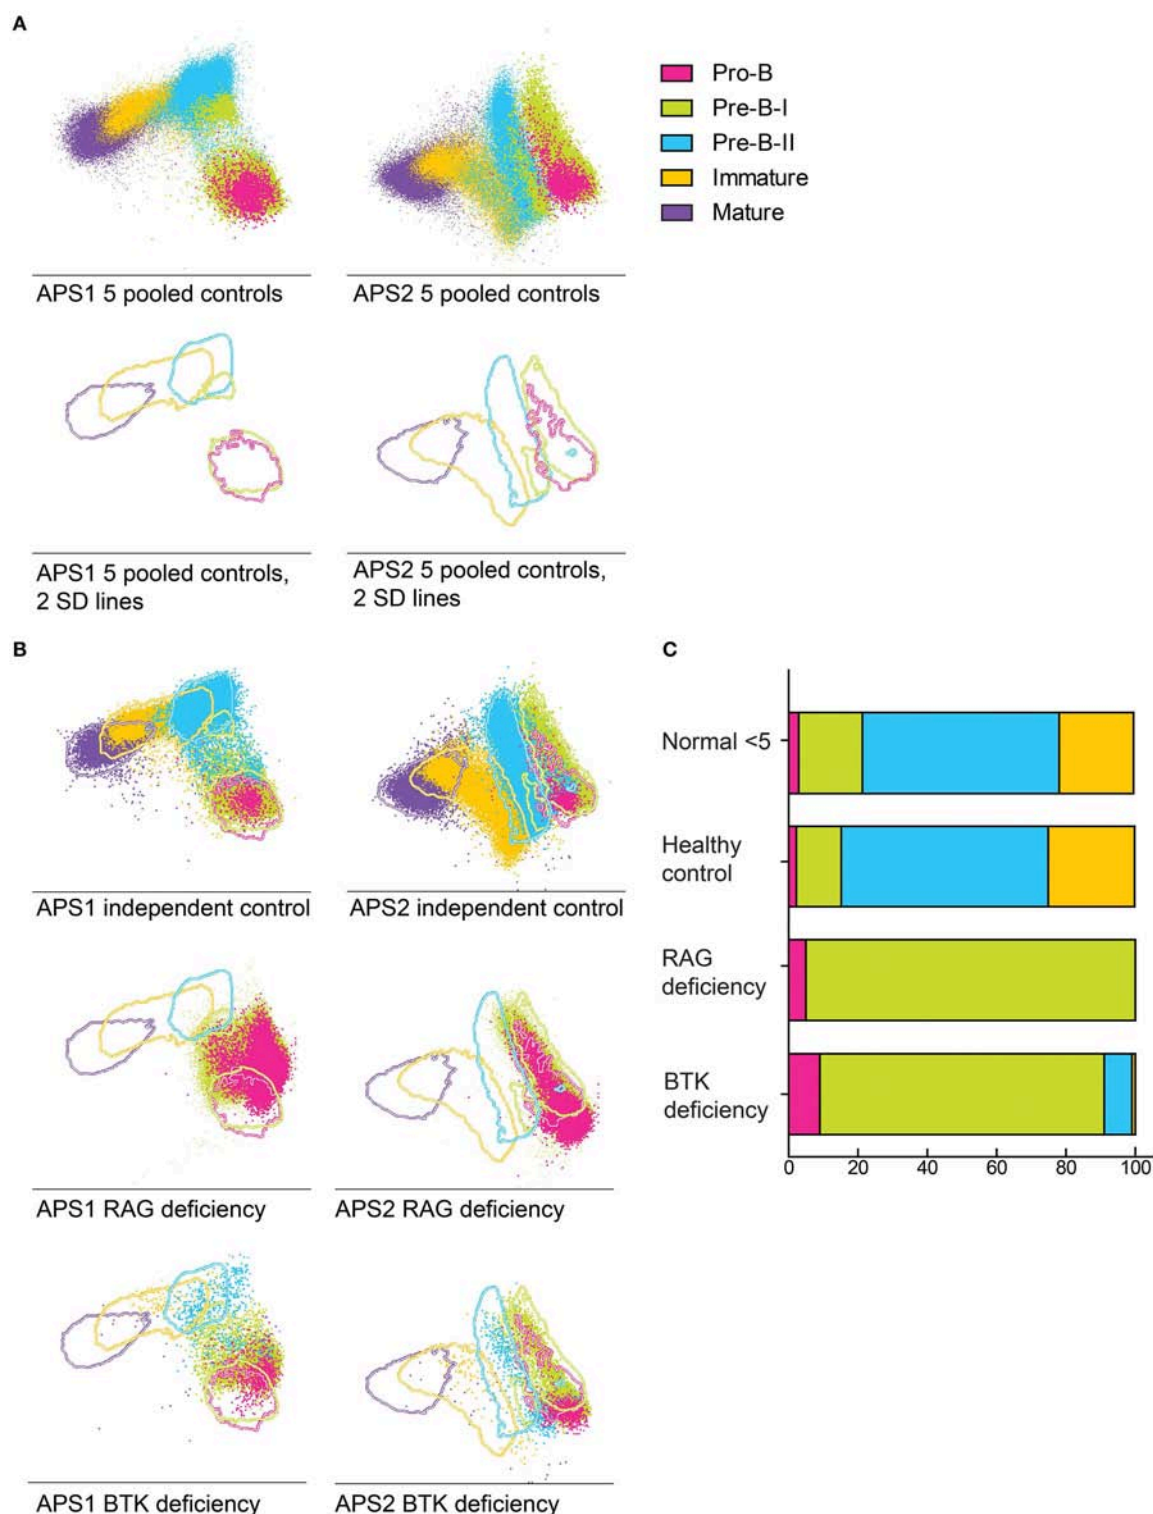 A
Pro-B
Pre-B-I
Pre-B-II
Immature
Mature
APS1 5 pooled controls
APS2 5 pooled controls
APS1 5 pooled controls,
2 SD lines
APS2 5 pooled controls,
2 SD lines
B
APS1 independent control
APS2 independent control
APS1 RAG deficiency
APS2 RAG deficiency
APS1 BTK deficiency
APS2 BTK deficiency
C
Normal <5
Healthy
control
RAG
deficiency
BTK
deficiency
0 20 40 60 80 100